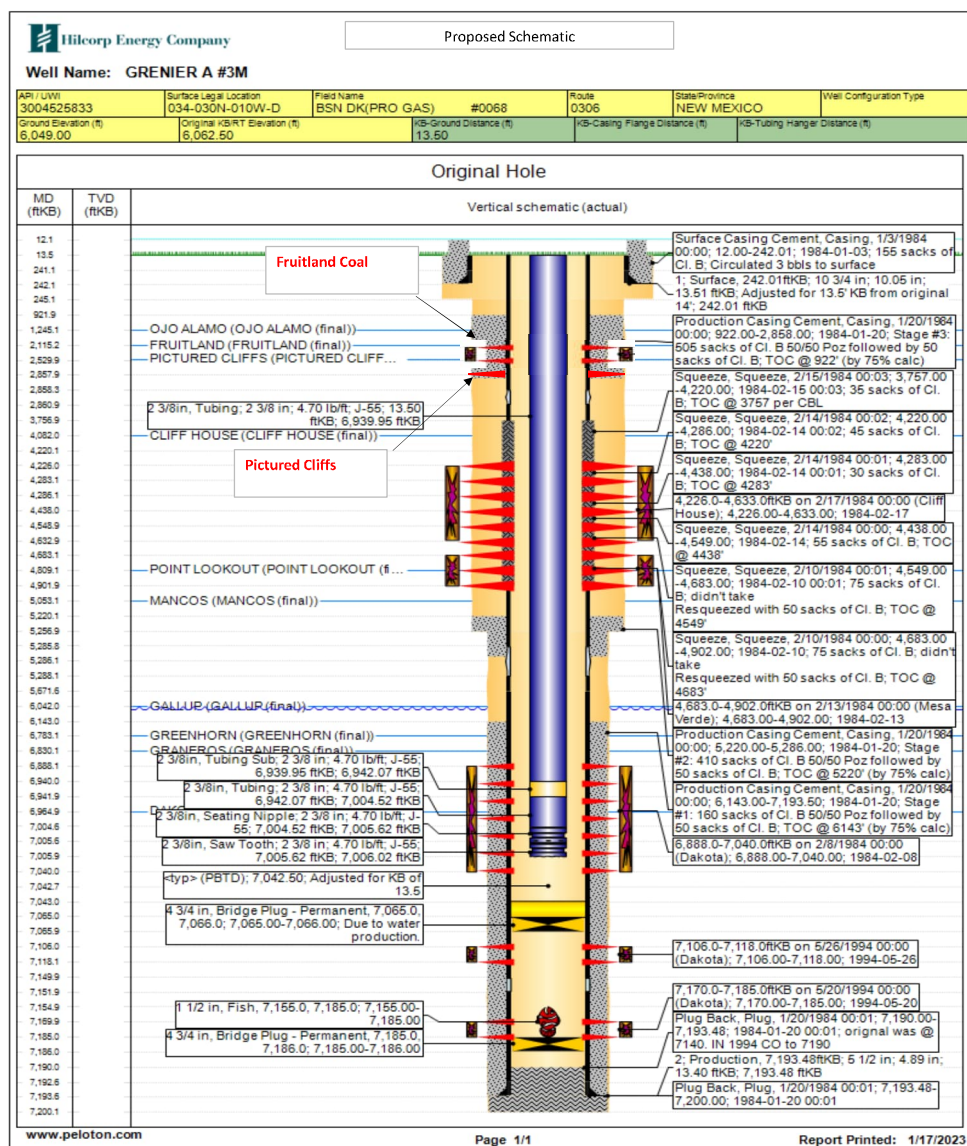 Hilcorp Energy Company
Proposed Schematic
Well Name: GRENIER A #3M
API / UWI
3004525833
Surface Legal Location
034-030N-010W-D
Field Name
BSN DK(PRO GAS) #0068
Route
0306
State/Province
NEW MEXICO
Well Configuration Type
Ground Elevation (ft)
6,049.00
Original KB/RT Elevation (ft)
6,062.50
KB-Ground Distance (ft)
13.50
KB-Casing Flange Distance (ft)
KB-Tubing Hanger Distance (ft)
Original Hole
MD
(ftKB)
TVD
(ftKB)
Vertical schematic (actual)
12.1
13.5
241.1
242.1
245.1
921.9
1,245.1
2,115.2
2,529.9
2,857.9
2,858.3
2,860.9
3,756.9
4,082.0
4,220.1
4,226.0
4,283.1
4,286.1
4,438.0
4,548.9
4,632.9
4,683.1
4,809.1
4,901.9
5,053.1
5,220.1
5,256.9
5,285.8
5,286.1
5,288.1
5,671.6
6,042.0
6,143.0
6,783.1
6,830.1
6,888.1
6,940.0
6,941.9
6,964.9
7,004.6
7,005.6
7,005.9
7,040.0
7,042.7
7,043.0
7,065.0
7,065.9
7,106.0
7,118.1
7,149.9
7,151.9
7,154.9
7,169.9
7,185.0
7,186.0
7,190.0
7,192.6
7,193.6
7,200.1
Fruitland Coal
OJO ALAMO (OJO ALAMO (final))
FRUITLAND (FRUITLAND (final))
PICTURED CLIFFS (PICTURED CLIFF...
2 3/8in, Tubing; 2 3/8 in; 4.70 lb/ft; J-55; 13.50
ftKB; 6,939.95 ftKB
CLIFF HOUSE (CLIFF HOUSE (final))
Pictured Cliffs
POINT LOOKOUT (POINT LOOKOUT (fi...
MANCOS (MANCOS (final))
GALLUP (GALLUP (final))
GREENHORN (GREENHORN (final))
GRANEROS (GRANEROS (final))
2 3/8in, Tubing Sub; 2 3/8 in; 4.70 lb/ft; J-55;
6,939.95 ftKB; 6,942.07 ftKB
2 3/8in, Tubing; 2 3/8 in; 4.70 lb/ft; J-55;
6,942.07 ftKB; 7,004.52 ftKB
2 3/8in, Seating Nipple; 2 3/8 in; 4.70 lb/ft; J-
55; 7,004.52 ftKB; 7,005.62 ftKB
2 3/8in, Saw Tooth; 2 3/8 in; 4.70 lb/ft; J-55;
7,005.62 ftKB; 7,006.02 ftKB
<typ> (PBTD); 7,042.50; Adjusted for KB of
13.5
4 3/4 in, Bridge Plug - Permanent, 7,065.0,
7,066.0; 7,065.00-7,066.00; Due to water
production.
1 1/2 in, Fish, 7,155.0, 7,185.0; 7,155.00-
7,185.00
4 3/4 in, Bridge Plug - Permanent, 7,185.0,
7,186.0; 7,185.00-7,186.00
Surface Casing Cement, Casing, 1/3/1984
00:00; 12.00-242.01; 1984-01-03; 155 sacks of
Cl. B; Circulated 3 bbls to surface
1; Surface, 242.01ftKB; 10 3/4 in; 10.05 in;
13.51 ftKB; Adjusted for 13.5' KB from original
14'; 242.01 ftKB
Production Casing Cement, Casing, 1/20/1984
00:00; 922.00-2,858.00; 1984-01-20; Stage #3:
505 sacks of Cl. B 50/50 Poz followed by 50
sacks of Cl. B; TOC @ 922' (by 75% calc)
Squeeze, Squeeze, 2/15/1984 00:03; 3,757.00
-4,220.00; 1984-02-15 00:03; 35 sacks of Cl.
B; TOC @ 3757 per CBL
Squeeze, Squeeze, 2/14/1984 00:02; 4,220.00
-4,286.00; 1984-02-14 00:02; 45 sacks of Cl.
B; TOC @ 4220'
Squeeze, Squeeze, 2/14/1984 00:01; 4,283.00
-4,438.00; 1984-02-14 00:01; 30 sacks of Cl.
B; TOC @ 4283'
4,226.0-4,633.0ftKB on 2/17/1984 00:00 (Cliff
House); 4,226.00-4,633.00; 1984-02-17
Squeeze, Squeeze, 2/14/1984 00:00; 4,438.00
-4,549.00; 1984-02-14; 55 sacks of Cl. B; TOC
@ 4438'
Squeeze, Squeeze, 2/10/1984 00:01; 4,549.00
-4,683.00; 1984-02-10 00:01; 75 sacks of Cl.
B; didn't take
Resqueezed with 50 sacks of Cl. B; TOC @
4549'
Squeeze, Squeeze, 2/10/1984 00:00; 4,683.00
-4,902.00; 1984-02-10; 75 sacks of Cl. B; didn't
take
Resqueezed with 50 sacks of Cl. B; TOC @
4683'
4,683.0-4,902.0ftKB on 2/13/1984 00:00 (Mesa
Verde); 4,683.00-4,902.00; 1984-02-13
Production Casing Cement, Casing, 1/20/1984
00:00; 5,220.00-5,286.00; 1984-01-20; Stage
#2: 410 sacks of Cl. B 50/50 Poz followed by
50 sacks of Cl. B; TOC @ 5220' (by 75% calc)
Production Casing Cement, Casing, 1/20/1984
00:00; 6,143.00-7,193.50; 1984-01-20; Stage
#1: 160 sacks of Cl. B 50/50 Poz followed by
50 sacks of Cl. B; TOC @ 6143' (by 75% calc)
6,888.0-7,040.0ftKB on 2/8/1984 00:00
(Dakota); 6,888.00-7,040.00; 1984-02-08
7,106.0-7,118.0ftKB on 5/26/1994 00:00
(Dakota); 7,106.00-7,118.00; 1994-05-26
7,170.0-7,185.0ftKB on 5/20/1994 00:00
(Dakota); 7,170.00-7,185.00; 1994-05-20
Plug Back, Plug, 1/20/1984 00:01; 7,190.00-
7,193.48; 1984-01-20 00:01; orignal was @
7140. IN 1994 CO to 7190
2; Production, 7,193.48ftKB; 5 1/2 in; 4.89 in;
13.40 ftKB; 7,193.48 ftKB
Plug Back, Plug, 1/20/1984 00:01; 7,193.48-
7,200.00; 1984-01-20 00:01
www.peloton.com
Page 1/1
Report Printed: 1/17/2023